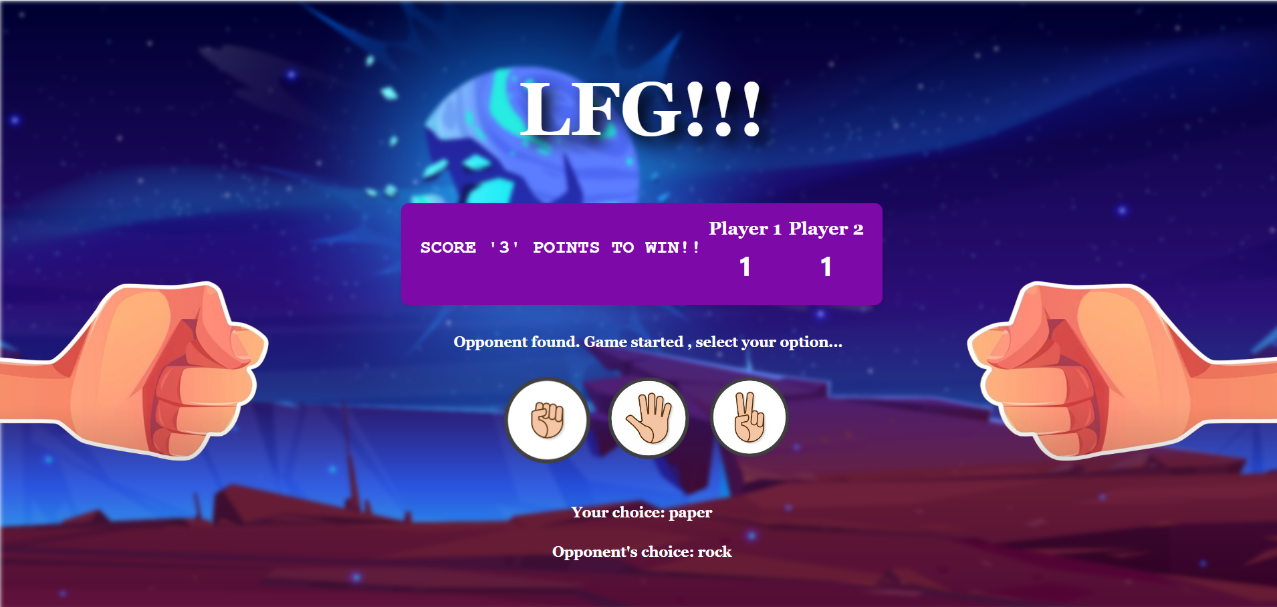 LFG!!!
SCORE '3' POINTS TO WIN!!
Player 1 Player 2
1 1
Opponent found. Game started , select your option...
Your choice: paper
Opponent's choice: rock